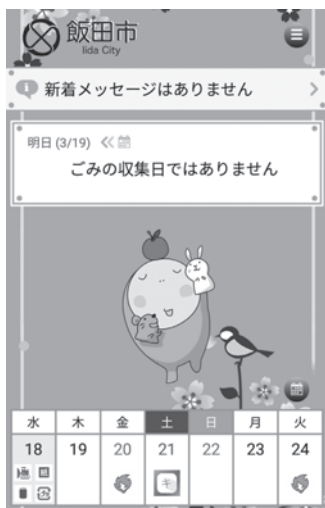 飯田市
Iida City
新着メッセージはありません
明日 (3/19)
ごみの収集日ではありません
水 木 金 土 日 月 火
18 19 20 21 22 23 24
キ